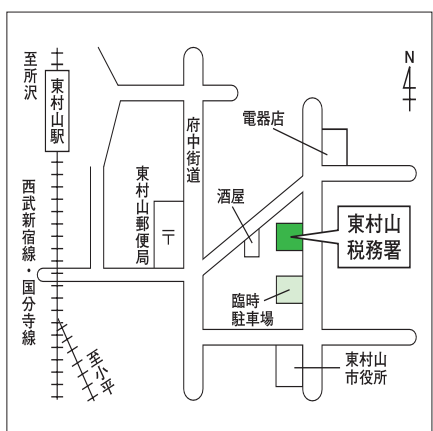 至所沢
東村山駅
西武新宿線・国分寺線
至小平
府中街道
東村山郵便局
〒
酒屋
電器店
N
東村山
税務署
臨時
駐車場
東村山
市役所